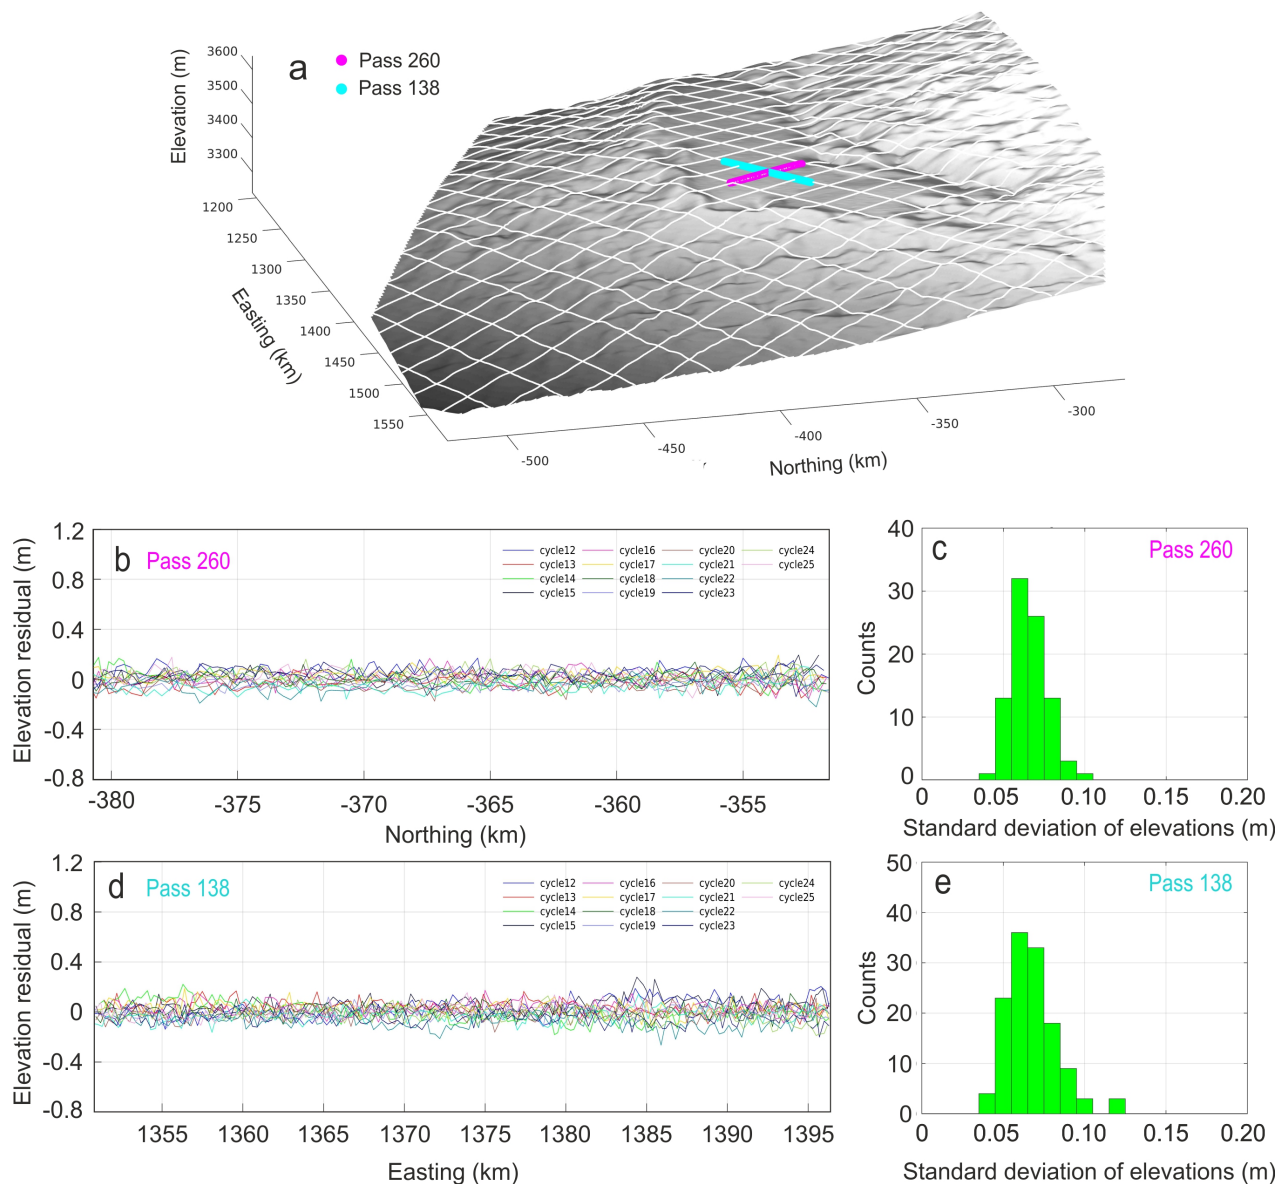 a
Pass 260
Pass 138
Elevation (m)
3600
3500
3400
3300
1200
1250
1300
1350
1400
1450
1500
1550
Easting (km)
-500
-450
-400
-350
-300
Northing (km)
b
Pass 260
cycle12 cycle16 cycle20 cycle24
cycle13 cycle17 cycle21 cycle25
cycle14 cycle18 cycle22
cycle15 cycle19 cycle23
Elevation residual (m)
1.2
0.8
0.4
0
-0.4
-0.8
-380 -375 -370 -365 -360 -355
Northing (km)
c
Pass 260
Counts
40
30
20
10
0
0 0.05 0.10 0.15 0.20
Standard deviation of elevations (m)
d
Pass 138
cycle12 cycle16 cycle20 cycle24
cycle13 cycle17 cycle21 cycle25
cycle14 cycle18 cycle22
cycle15 cycle19 cycle23
Elevation residual (m)
1.2
0.8
0.4
0
-0.4
-0.8
1355 1360 1365 1370 1375 1380 1385 1390 1395
Easting (km)
e
Pass 138
Counts
50
40
30
20
10
0
0 0.05 0.10 0.15 0.20
Standard deviation of elevations (m)